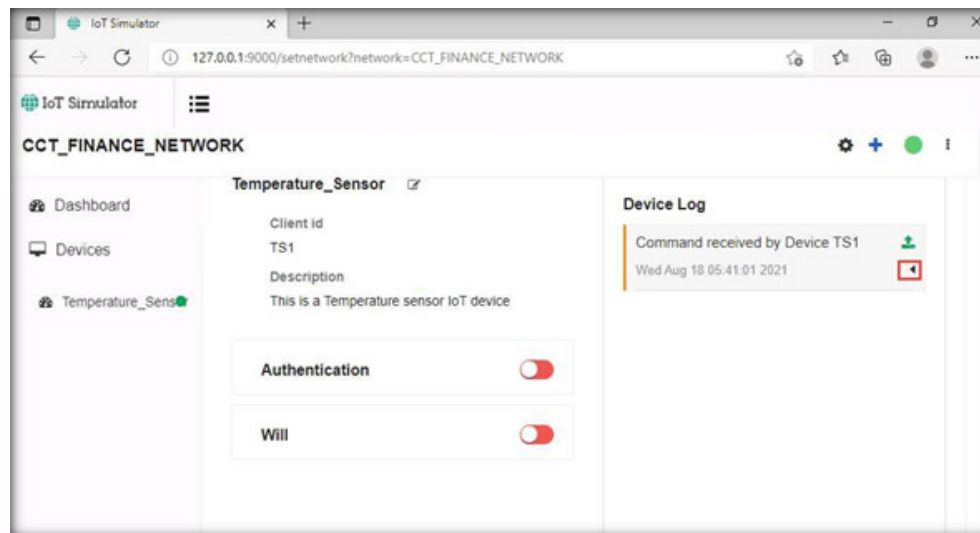 IoT Simulator
127.0.0.1:9000/setnetwork?network=CCT_FINANCE_NETWORK
IoT Simulator
CCT_FINANCE_NETWORK
Dashboard
Devices
Temperature_Sensor
Temperature_Sensor
Client id
TS1
Description
This is a Temperature sensor IoT device
Authentication
Will
Device Log
Command received by Device TS1
Wed Aug 18 05:41:01 2021